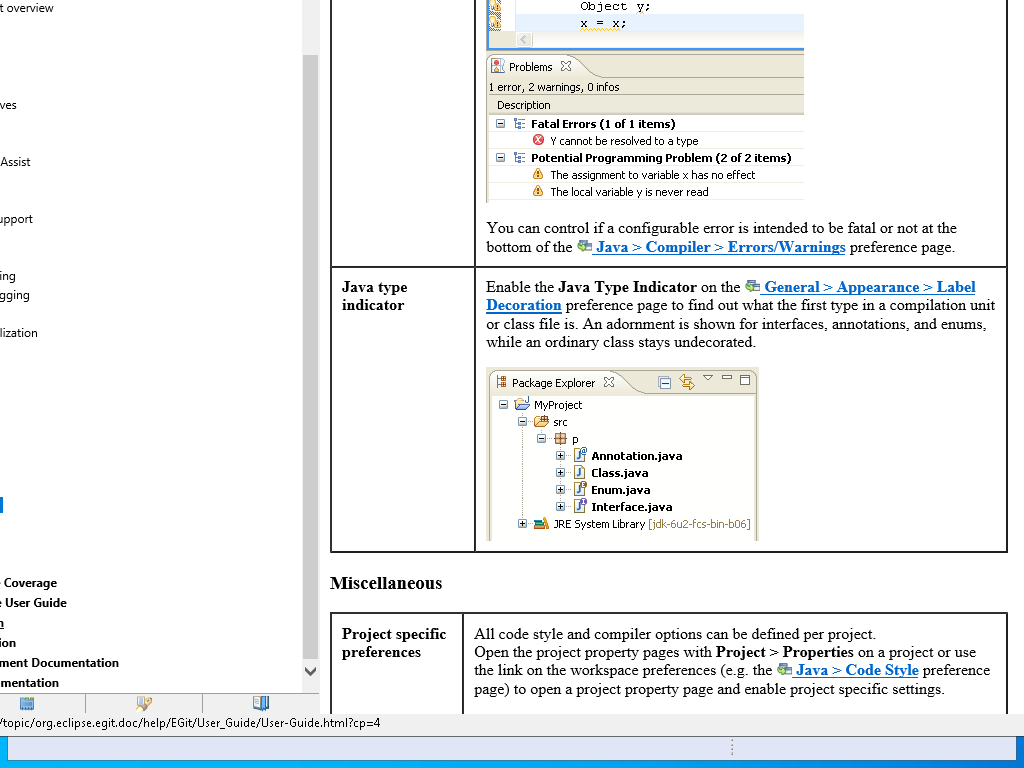 t overview
ves
Assist
upport
ing
gging
lization
Coverage
User Guide
ion
ment Documentation
mentation
/topic/org.eclipse.egit.doc/help/EGit/User_Guide/User-Guide.html?cp=4
Object y;
x = x;
Problems
1 error, 2 warnings, 0 infos
Description
Fatal Errors (1 of 1 items)
Y cannot be resolved to a type
Potential Programming Problem (2 of 2 items)
The assignment to variable x has no effect
The local variable y is never read
You can control if a configurable error is intended to be fatal or not at the
bottom of the Java > Compiler > Errors/Warnings preference page.
Java type
indicator
Enable the Java Type Indicator on the General > Appearance > Label
Decoration preference page to find out what the first type in a compilation unit
or class file is. An adornment is shown for interfaces, annotations, and enums,
while an ordinary class stays undecorated.
Package Explorer
MyProject
src
p
Annotation.java
Class.java
Enum.java
Interface.java
JRE System Library [jdk-6u2-fcs-bin-b06]
Miscellaneous
Project specific
preferences
All code style and compiler options can be defined per project.
Open the project property pages with Project > Properties on a project or use
the link on the workspace preferences (e.g. the Java > Code Style preference
page) to open a project property page and enable project specific settings.